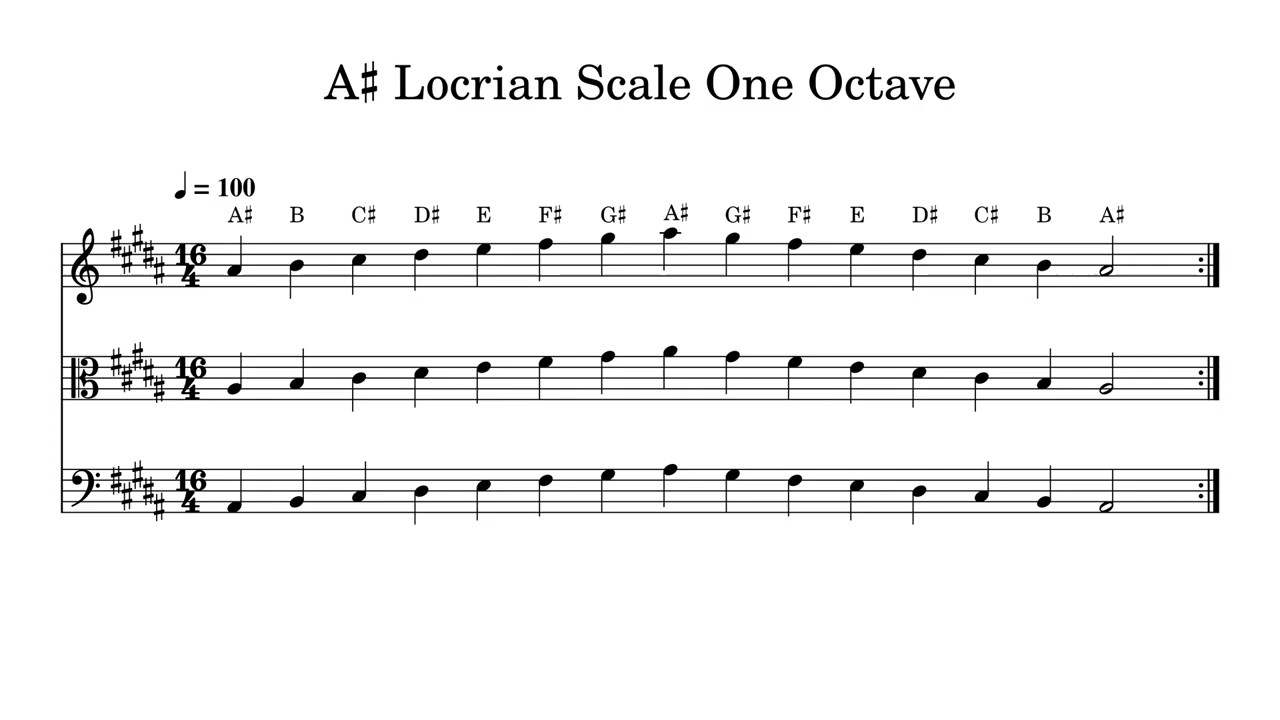 A♯ Locrian Scale One Octave
♩ = 100
A♯ B C♯ D♯ E F♯ G♯ A♯ G♯ F♯ E D♯ C♯ B A♯
16
4
16
4
16
4